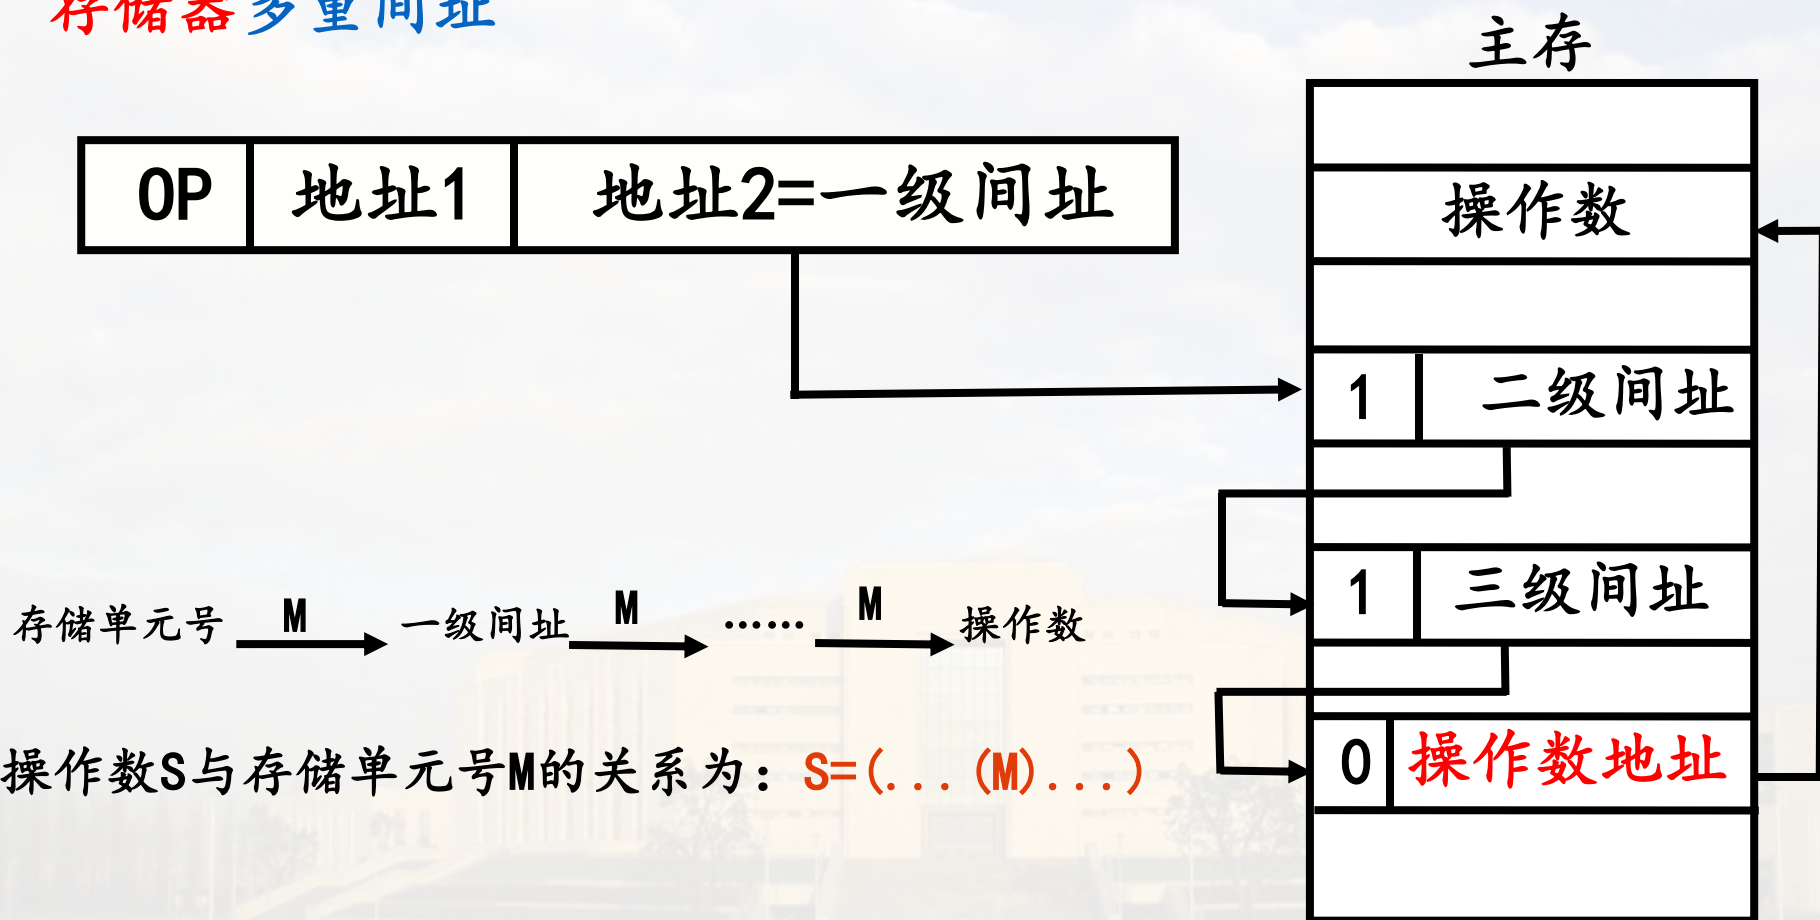 存储器多重间址
主存
OP 地址1 地址2=一级间址
操作数
1 二级间址
1 三级间址
存储单元号 M 一级间址 M …… M 操作数
0 操作数地址
操作数S与存储单元号M的关系为：S=(...(M)...)